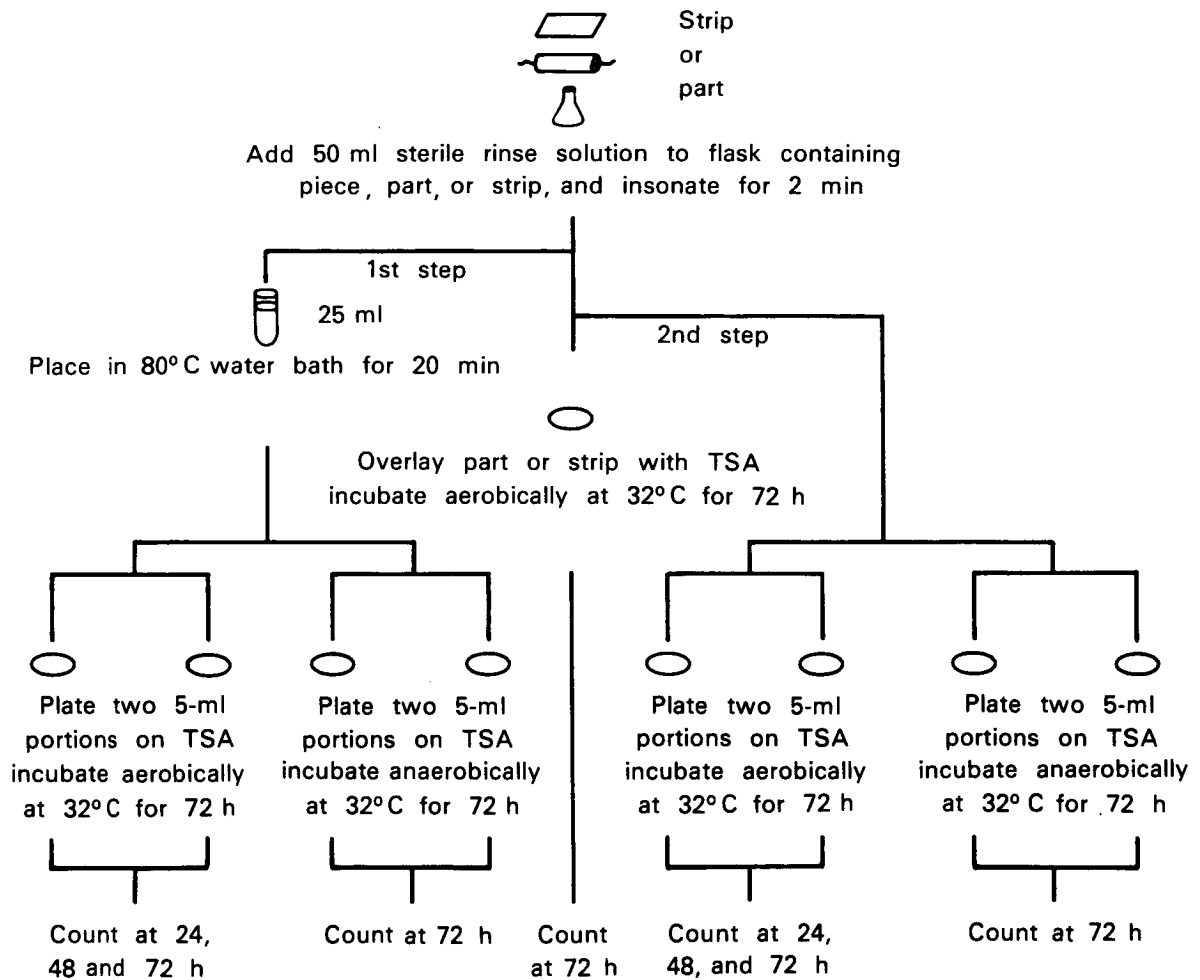 Strip
or
part
Add 50 ml sterile rinse solution to flask containing
piece, part, or strip, and insonate for 2 min
1st step
25 ml
2nd step
Place in 80° C water bath for 20 min
Overlay part or strip with TSA
incubate aerobically at 32° C for 72 h
Plate two 5-ml
portions on TSA
incubate aerobically
at 32° C for 72 h
Plate two 5-ml
portions on TSA
incubate anaerobically
at 32° C for 72 h
Plate two 5-ml
portions on TSA
incubate aerobically
at 32° C for 72 h
Plate two 5-ml
portions on TSA
incubate anaerobically
at 32° C for 72 h
Count at 24,
48 and 72 h
Count at 72 h
Count
at 72 h
Count at 24,
48, and 72 h
Count at 72 h